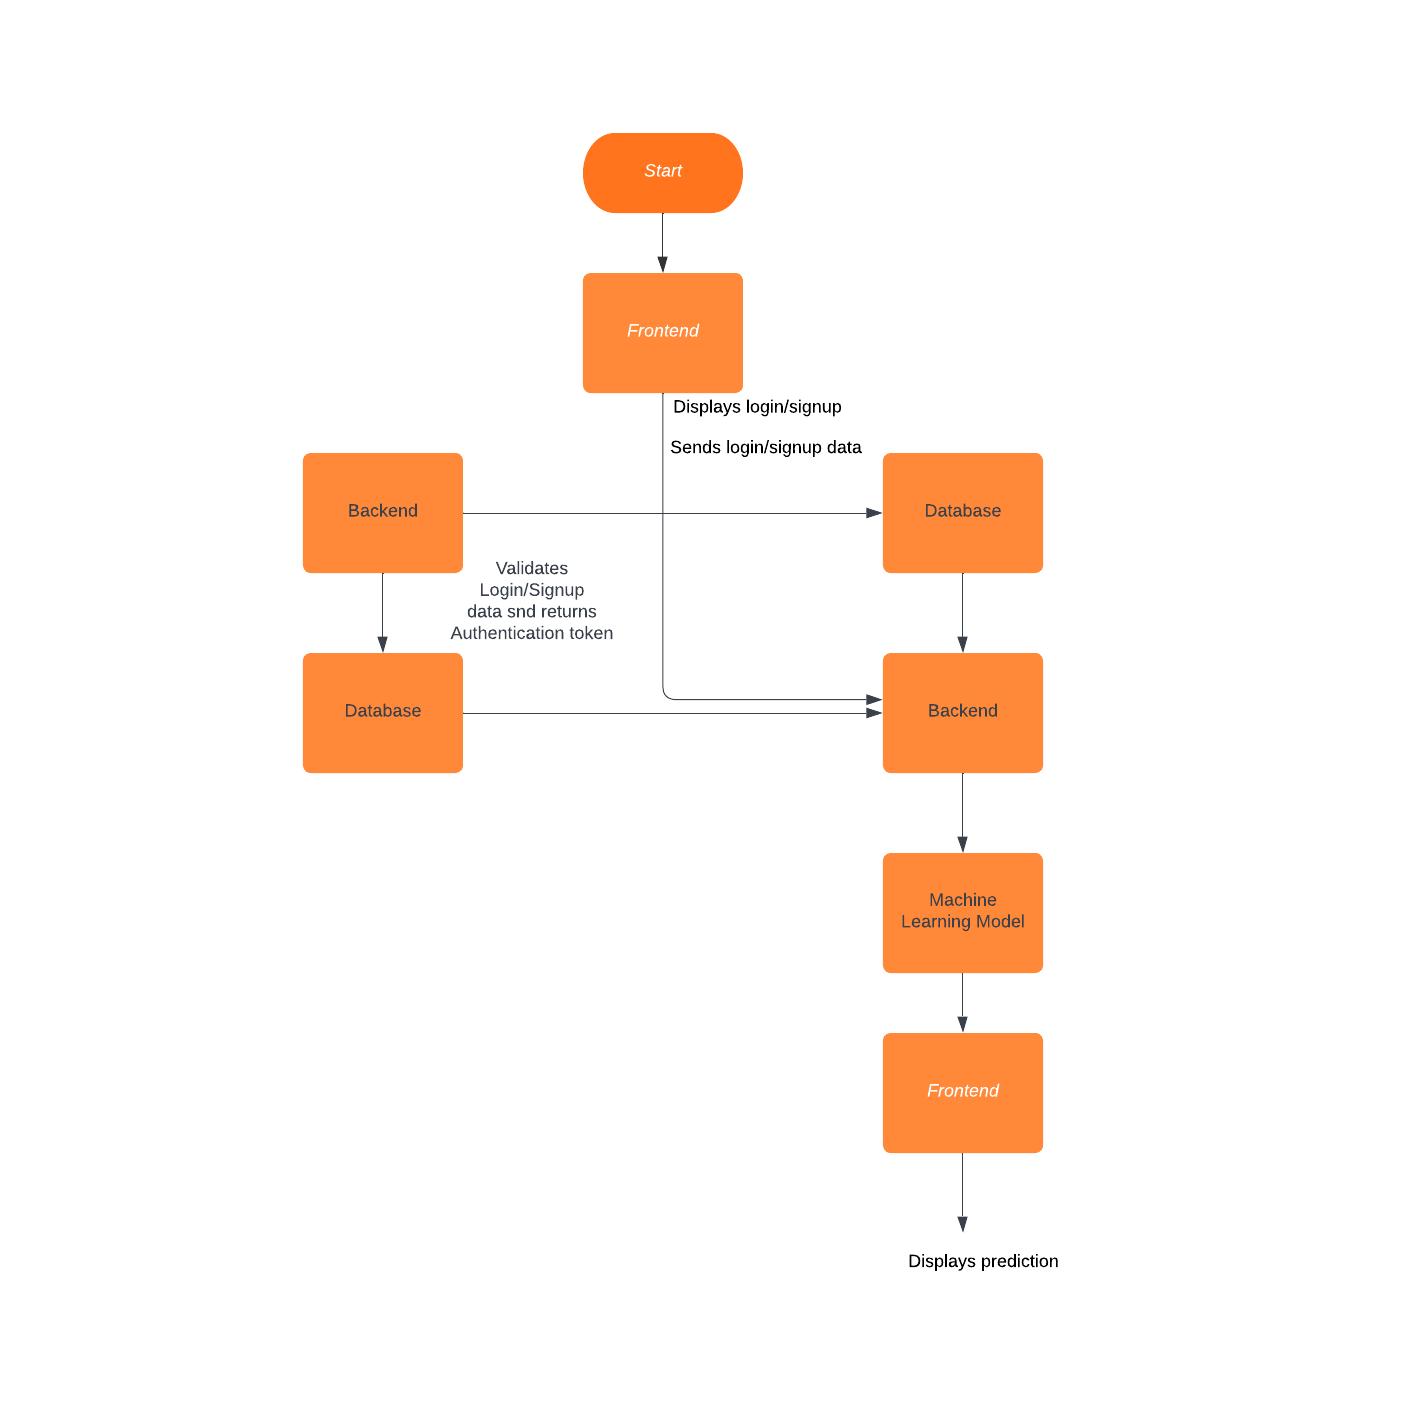 Start
Frontend
Displays login/signup
Sends login/signup data
Backend
Database
Validates
Login/Signup
data snd returns
Authentication token
Database
Backend
Machine
Learning Model
Frontend
Displays prediction